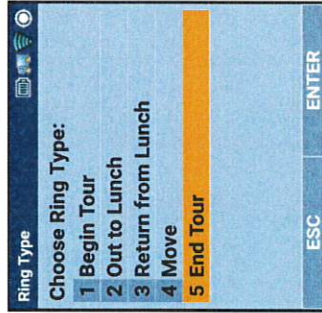 Ring Type
Choose Ring Type:
1 Begin Tour
2 Out to Lunch
3 Return from Lunch
4 Move
5 End Tour
ESC
ENTER